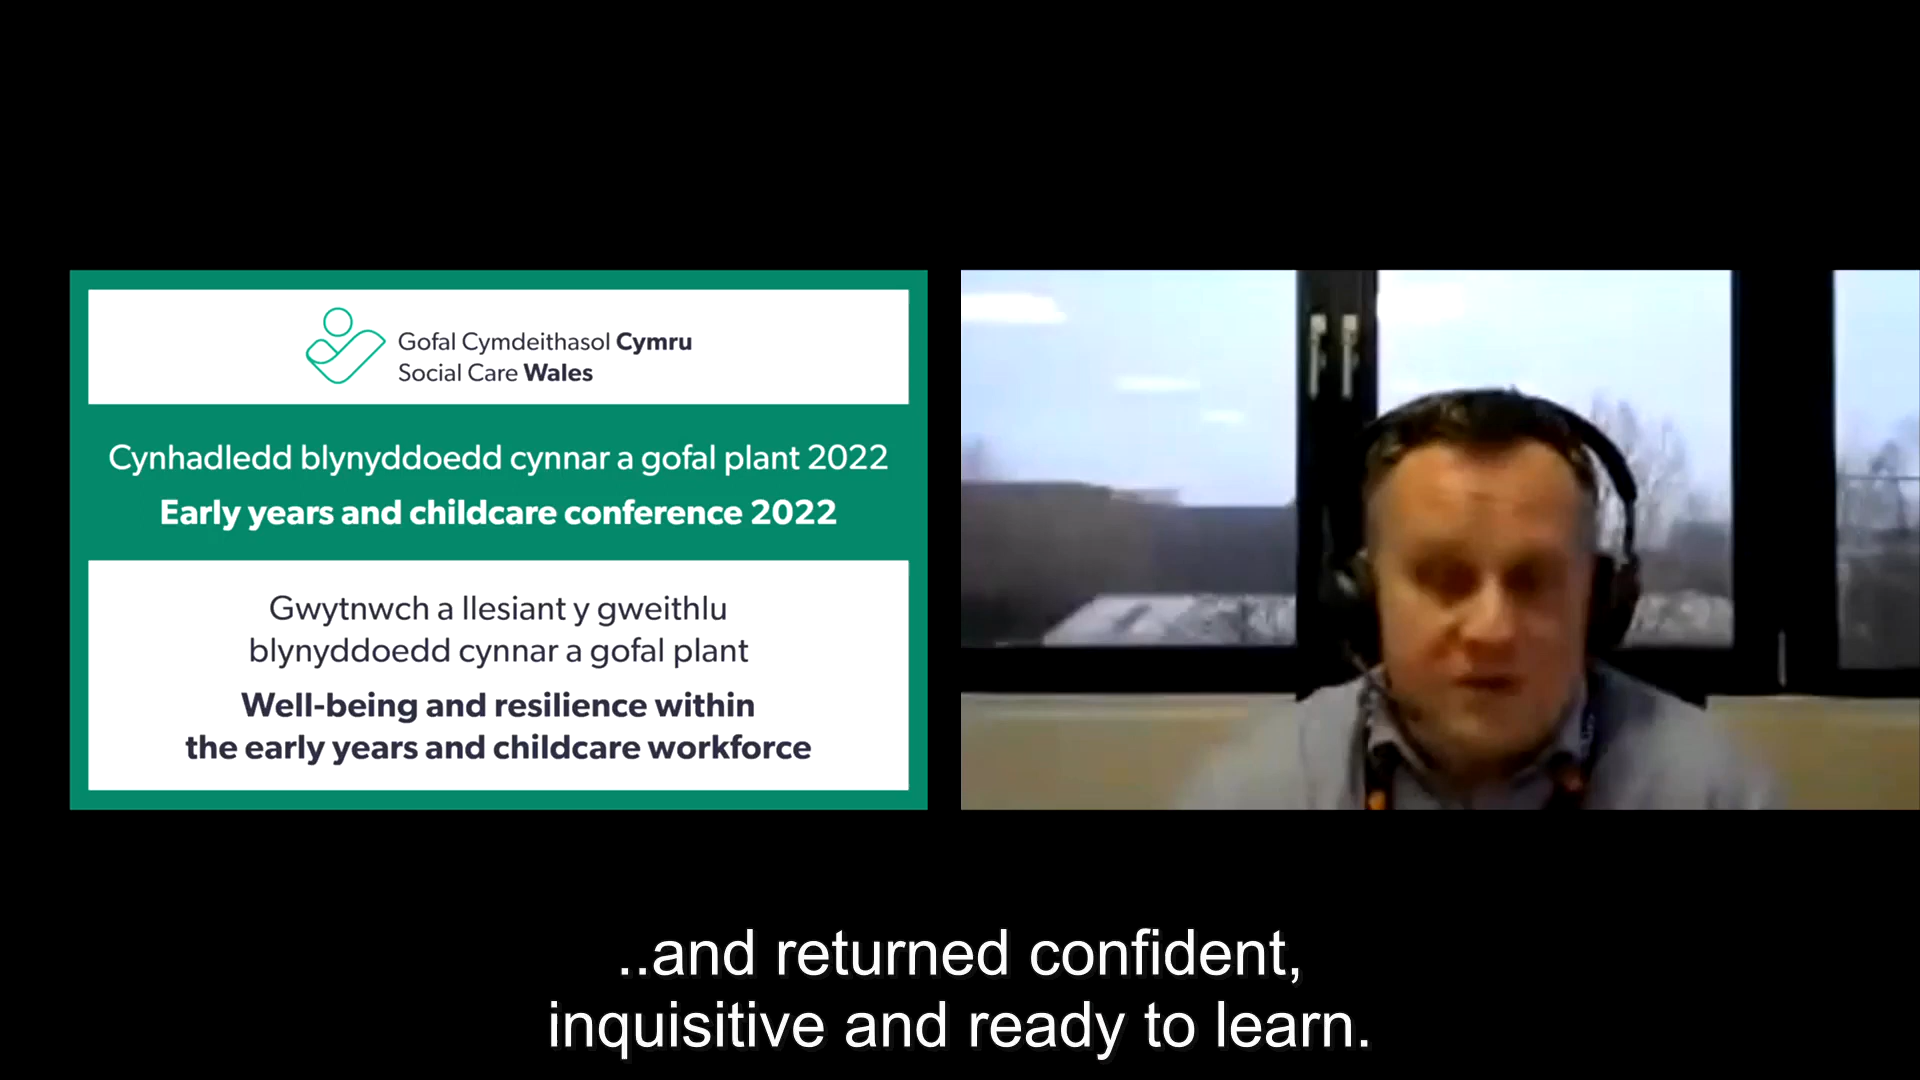 Gofal Cymdeithasol Cymru
Social Care Wales
Cynhadledd blynyddoedd cynnar a gofal plant 2022
Early years and childcare conference 2022
Gwytnwch a llesiant y gweithlu
blynyddoedd cynnar a gofal plant
Well-being and resilience within
the early years and childcare workforce
..and returned confident,
inquisitive and ready to learn.